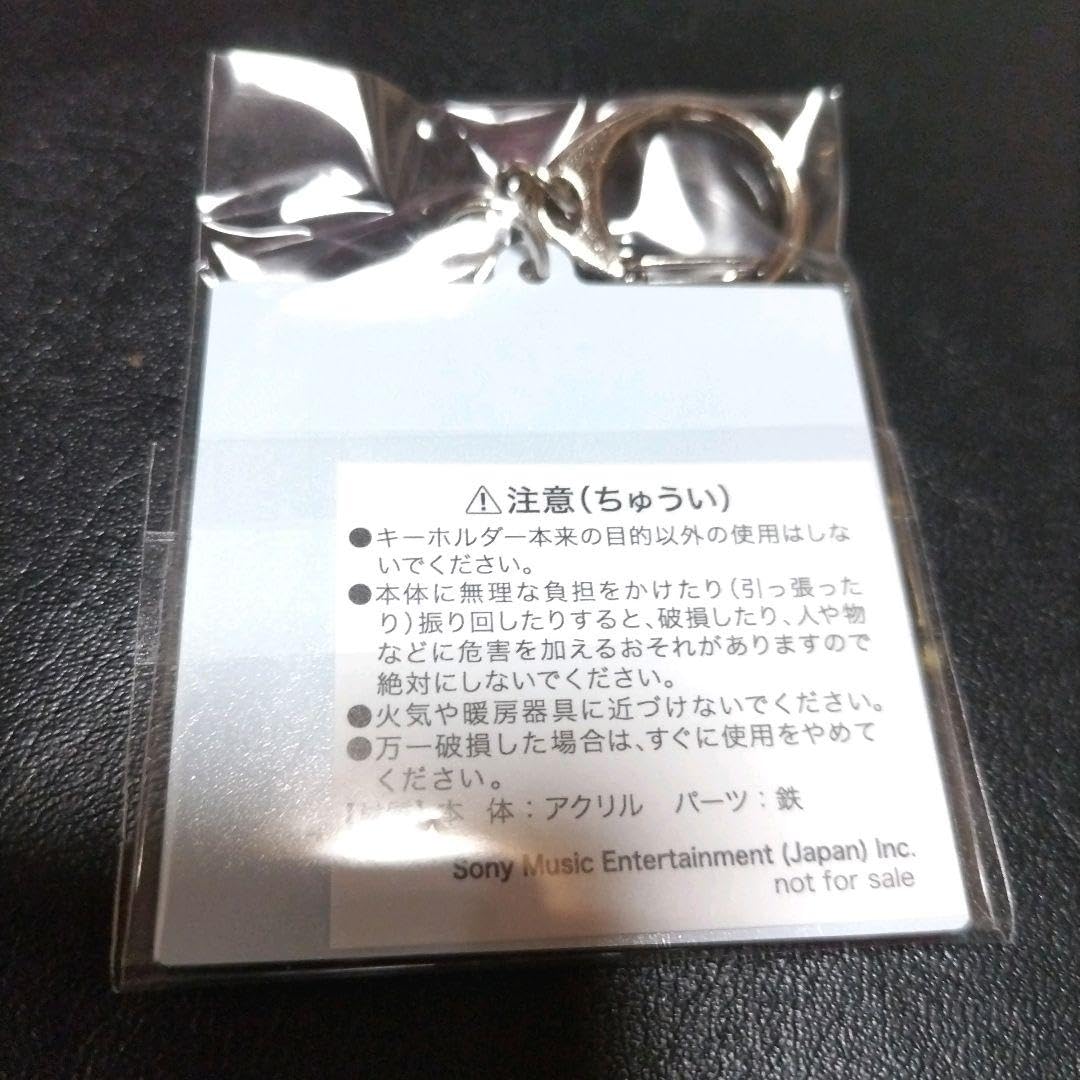 ⚠注意(ちゅうい)
●キーホルダー本来の目的以外の使用はしな
いでください。
●本体に無理な負担をかけたり(引っ張った
り)振り回したりすると、破損したり、人や物
などに危害を加えるおそれがありますので
絶対にしないでください。
●火気や暖房器具に近づけないでください。
●万一破損した場合は、すぐに使用をやめて
ください。
本 体：アクリル パーツ：鉄
Sony Music Entertainment (Japan) Inc.
not for sale